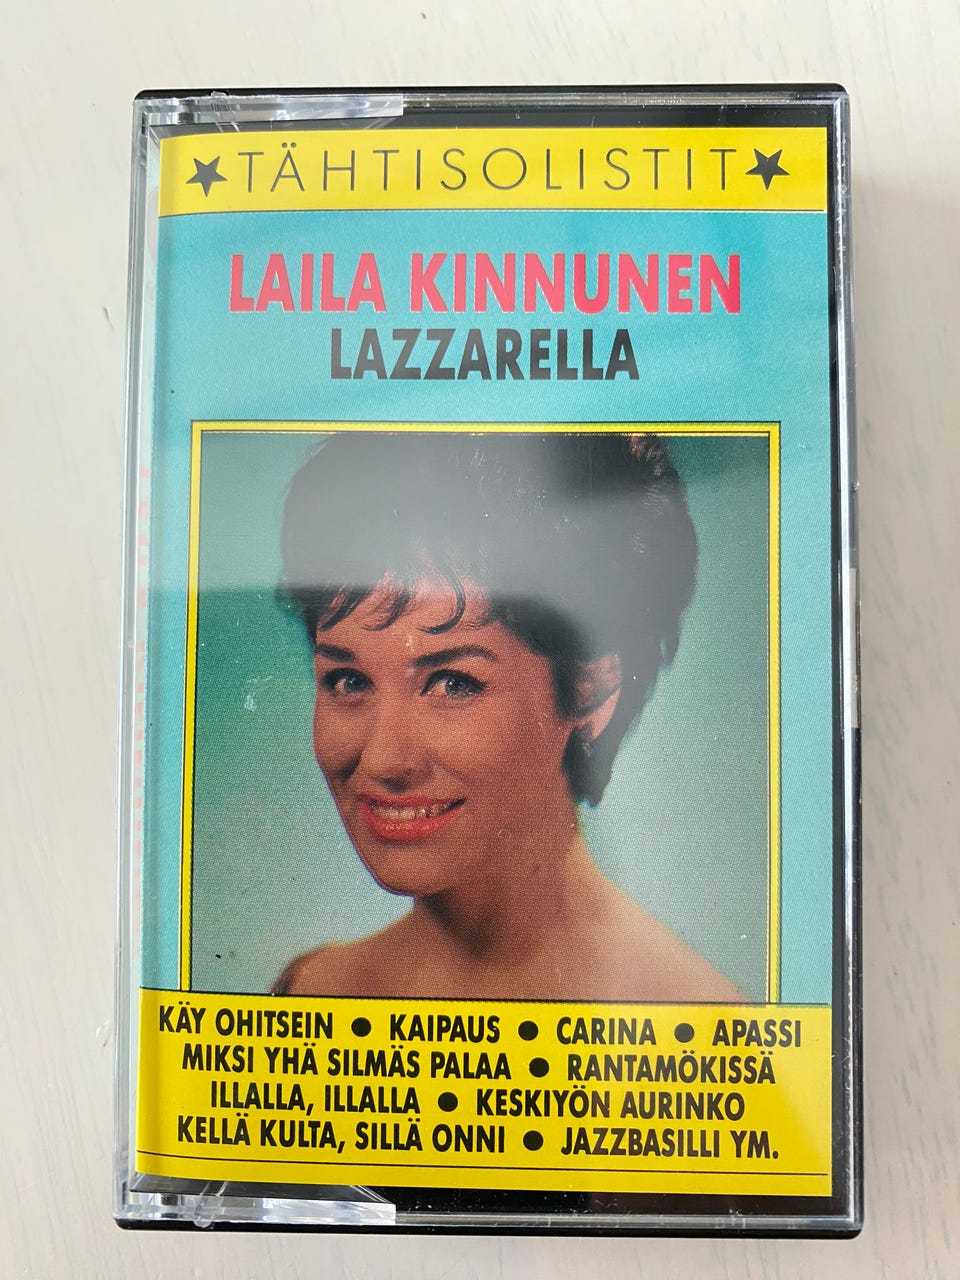 ★TÄHTISOLISTIT★
LAILA KINNUNEN
LAZZARELLA
KÄY OHITSEIN ● KAIPAUS ● CARINA ● APASSI
MIKSI YHÄ SILMÄS PALAA ● RANTAMÖKISSÄ
ILLALLA, ILLALLA ● KESKIYÖN AURINKO
KELLÄ KULTA, SILLÄ ONNI ● JAZZBASILLI YM.